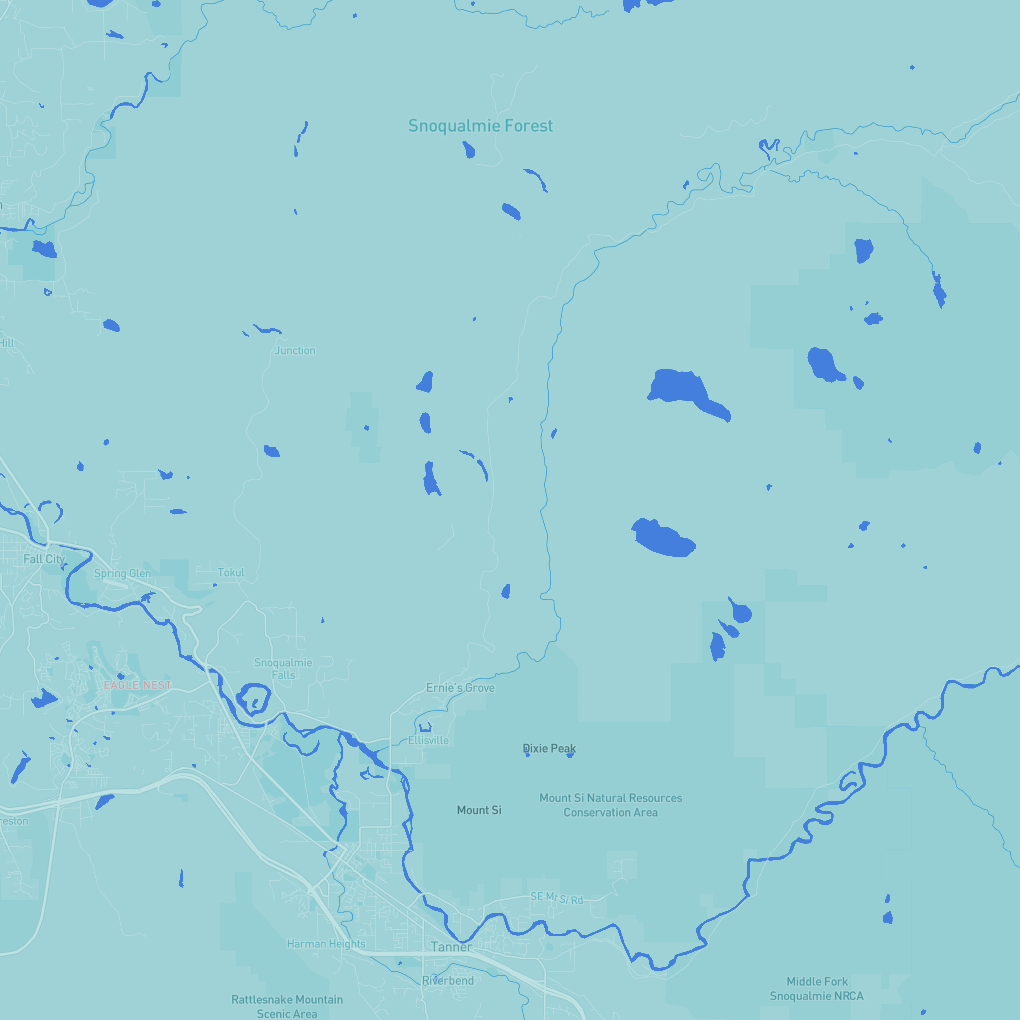 Snoqualmie Forest
Hill
Junction
Fall City
Spring Glen
Tokul
Snoqualmie
Falls
EAGLE NEST
Ernie's Grove
Ellisville
Dixie Peak
Mount Si
Mount Si Natural Resources
Conservation Area
reston
SE Mt Si Rd
Harman Heights
Tanner
Riverbend
Rattlesnake Mountain
Scenic Area
Middle Fork
Snoqualmie NRCA